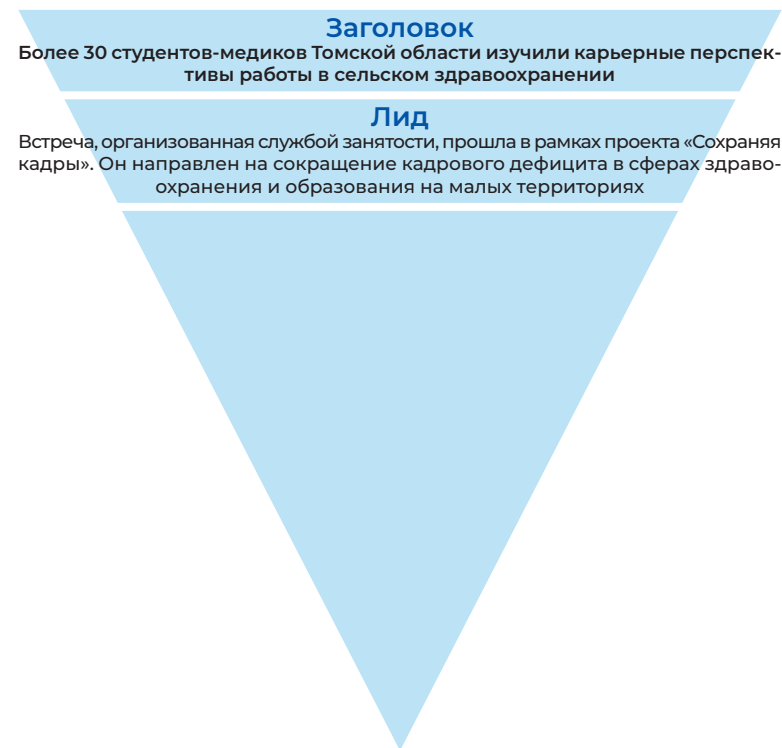 Заголовок
Более 30 студентов-медиков Томской области изучили карьерные перспек-
тивы работы в сельском здравоохранении
Лид
Встреча, организованная службой занятости, прошла в рамках проекта «Сохраняя
кадры». Он направлен на сокращение кадрового дефицита в сферах здраво-
охранения и образования на малых территориях